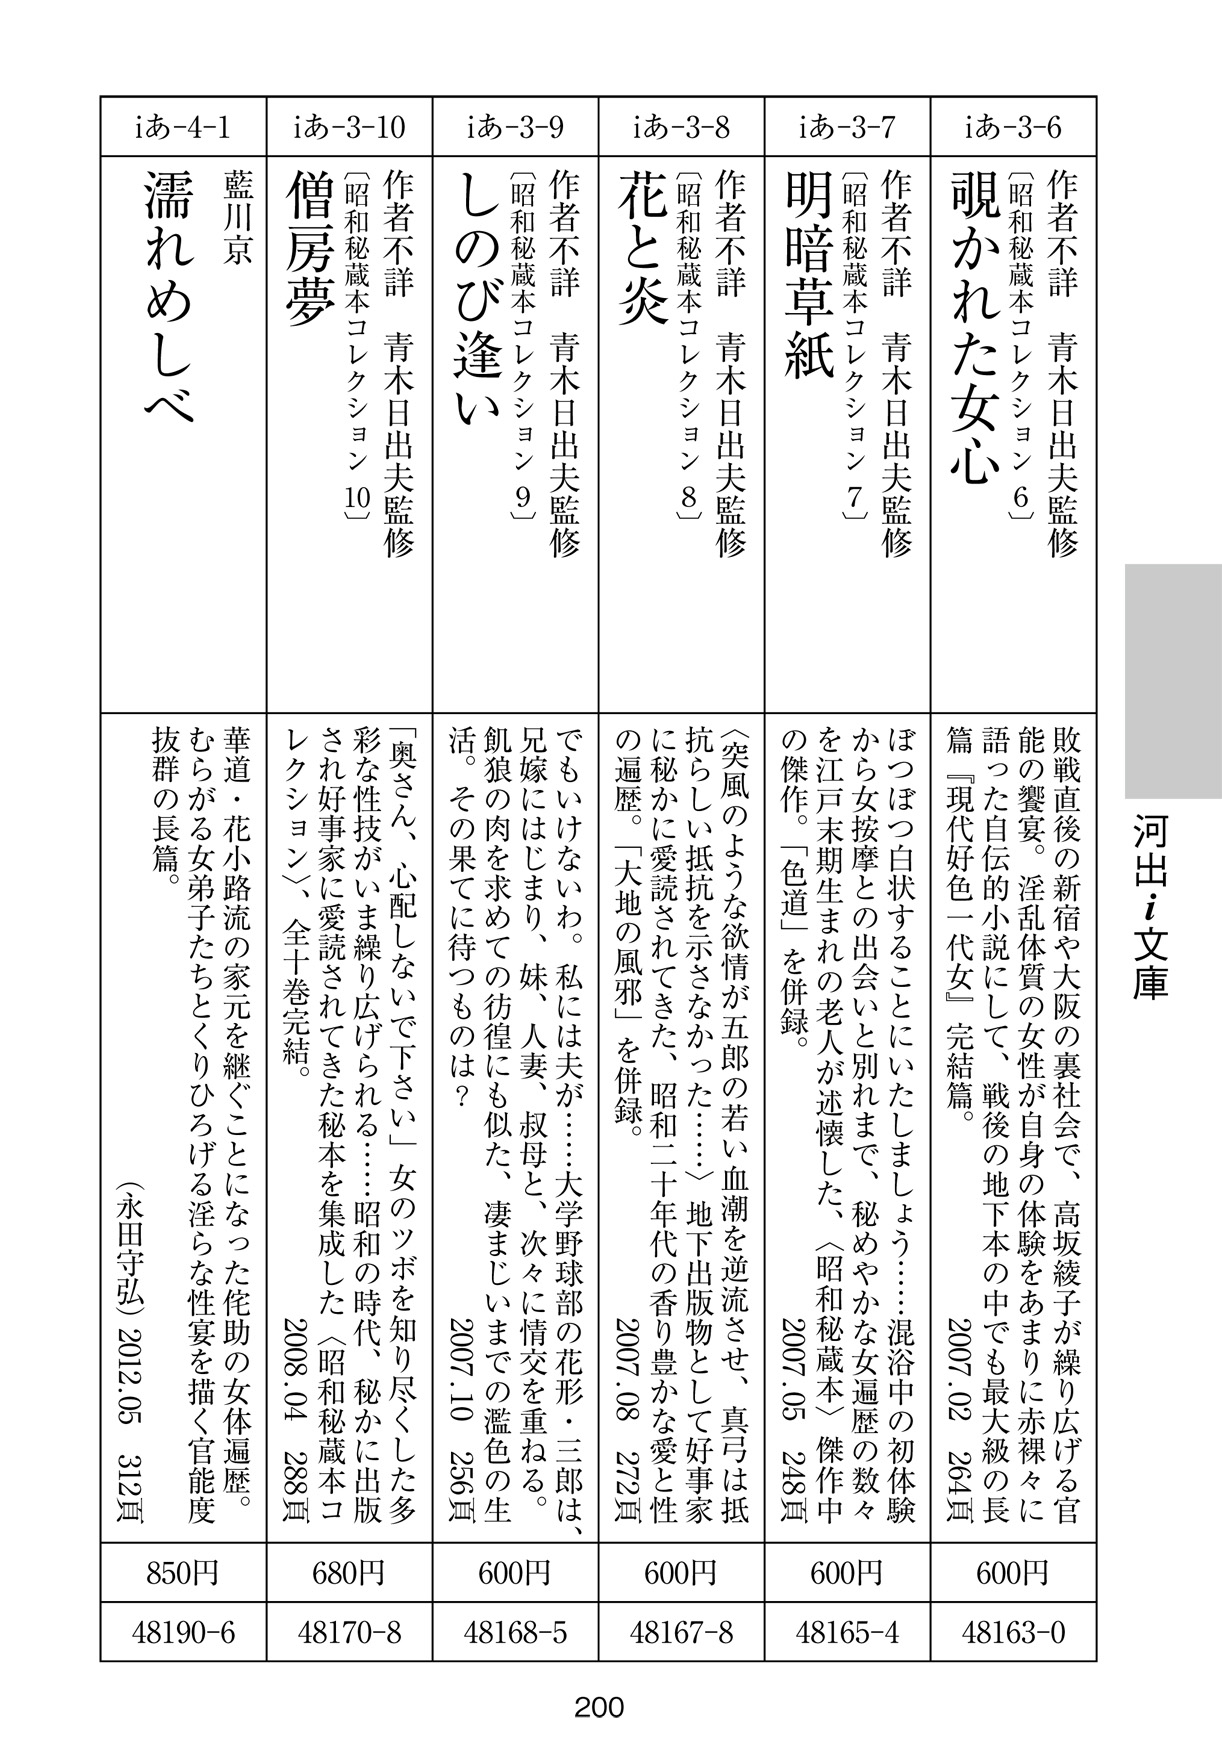 河出i文庫
iあ-3-6
作者不詳　青木日出夫監修
〔昭和秘蔵本コレクション 6〕
覗かれた女心
敗戦直後の新宿や大阪の裏社会で、高坂綾子が繰り広げる官
能の饗宴。淫乱体質の女性が自身の体験をあまりに赤裸々に
語った自伝的小説にして、戦後の地下本の中でも最大級の長
篇『現代好色一代女』完結篇。　2007.02　264頁
600円
48163-0
iあ-3-7
作者不詳　青木日出夫監修
〔昭和秘蔵本コレクション 7〕
明暗草紙
ぼつぼつ白状することにいたしましょう……混浴中の初体験
から女按摩との出会いと別れまで、秘めやかな女遍歴の数々
を江戸末期生まれの老人が述懐した、〈昭和秘蔵本〉傑作中
の傑作。「色道」を併録。　2007.05　248頁
600円
48165-4
iあ-3-8
作者不詳　青木日出夫監修
〔昭和秘蔵本コレクション 8〕
花と炎
〈突風のような欲情が五郎の若い血潮を逆流させ、真弓は抵
抗らしい抵抗を示さなかった……〉地下出版物として好事家
に秘かに愛読されてきた、昭和二十年代の香り豊かな愛と性
の遍歴。「大地の風邪」を併録。　2007.08　272頁
600円
48167-8
iあ-3-9
作者不詳　青木日出夫監修
〔昭和秘蔵本コレクション 9〕
しのび逢い
でもいけないわ。私には夫が……大学野球部の花形・三郎は、
兄嫁にはじまり、妹、人妻、叔母と、次々に情交を重ねる。
飢狼の肉を求めての彷徨にも似た、凄まじいまでの濫色の生
活。その果てに待つものは？　2007.10　256頁
600円
48168-5
iあ-3-10
作者不詳　青木日出夫監修
〔昭和秘蔵本コレクション 10〕
僧房夢
「奥さん、心配しないで下さい」女のツボを知り尽くした多
彩な性技がいま繰り広げられる……昭和の時代、秘かに出版
され好事家に愛読されてきた秘本を集成した〈昭和秘蔵本コ
レクション〉、全十巻完結。　2008.04　288頁
680円
48170-8
iあ-4-1
藍川京
濡れめしべ
華道・花小路流の家元を継ぐことになった侘助の女体遍歴。
むらがる女弟子たちとくりひろげる淫らな性宴を描く官能度
抜群の長篇。
（永田守弘）2012.05　312頁
850円
48190-6
200